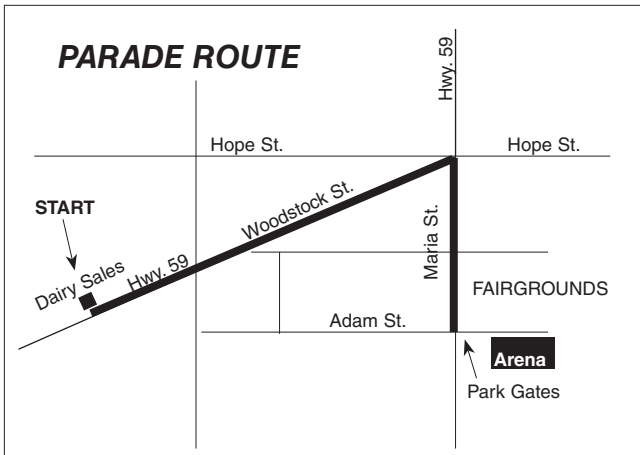 PARADE ROUTE
Hwy. 59
Hope St.
Hope St.
START
Woodstock St.
Maria St.
Dairy Sales
Hwy. 59
FAIRGROUNDS
Adam St.
Arena
Park Gates